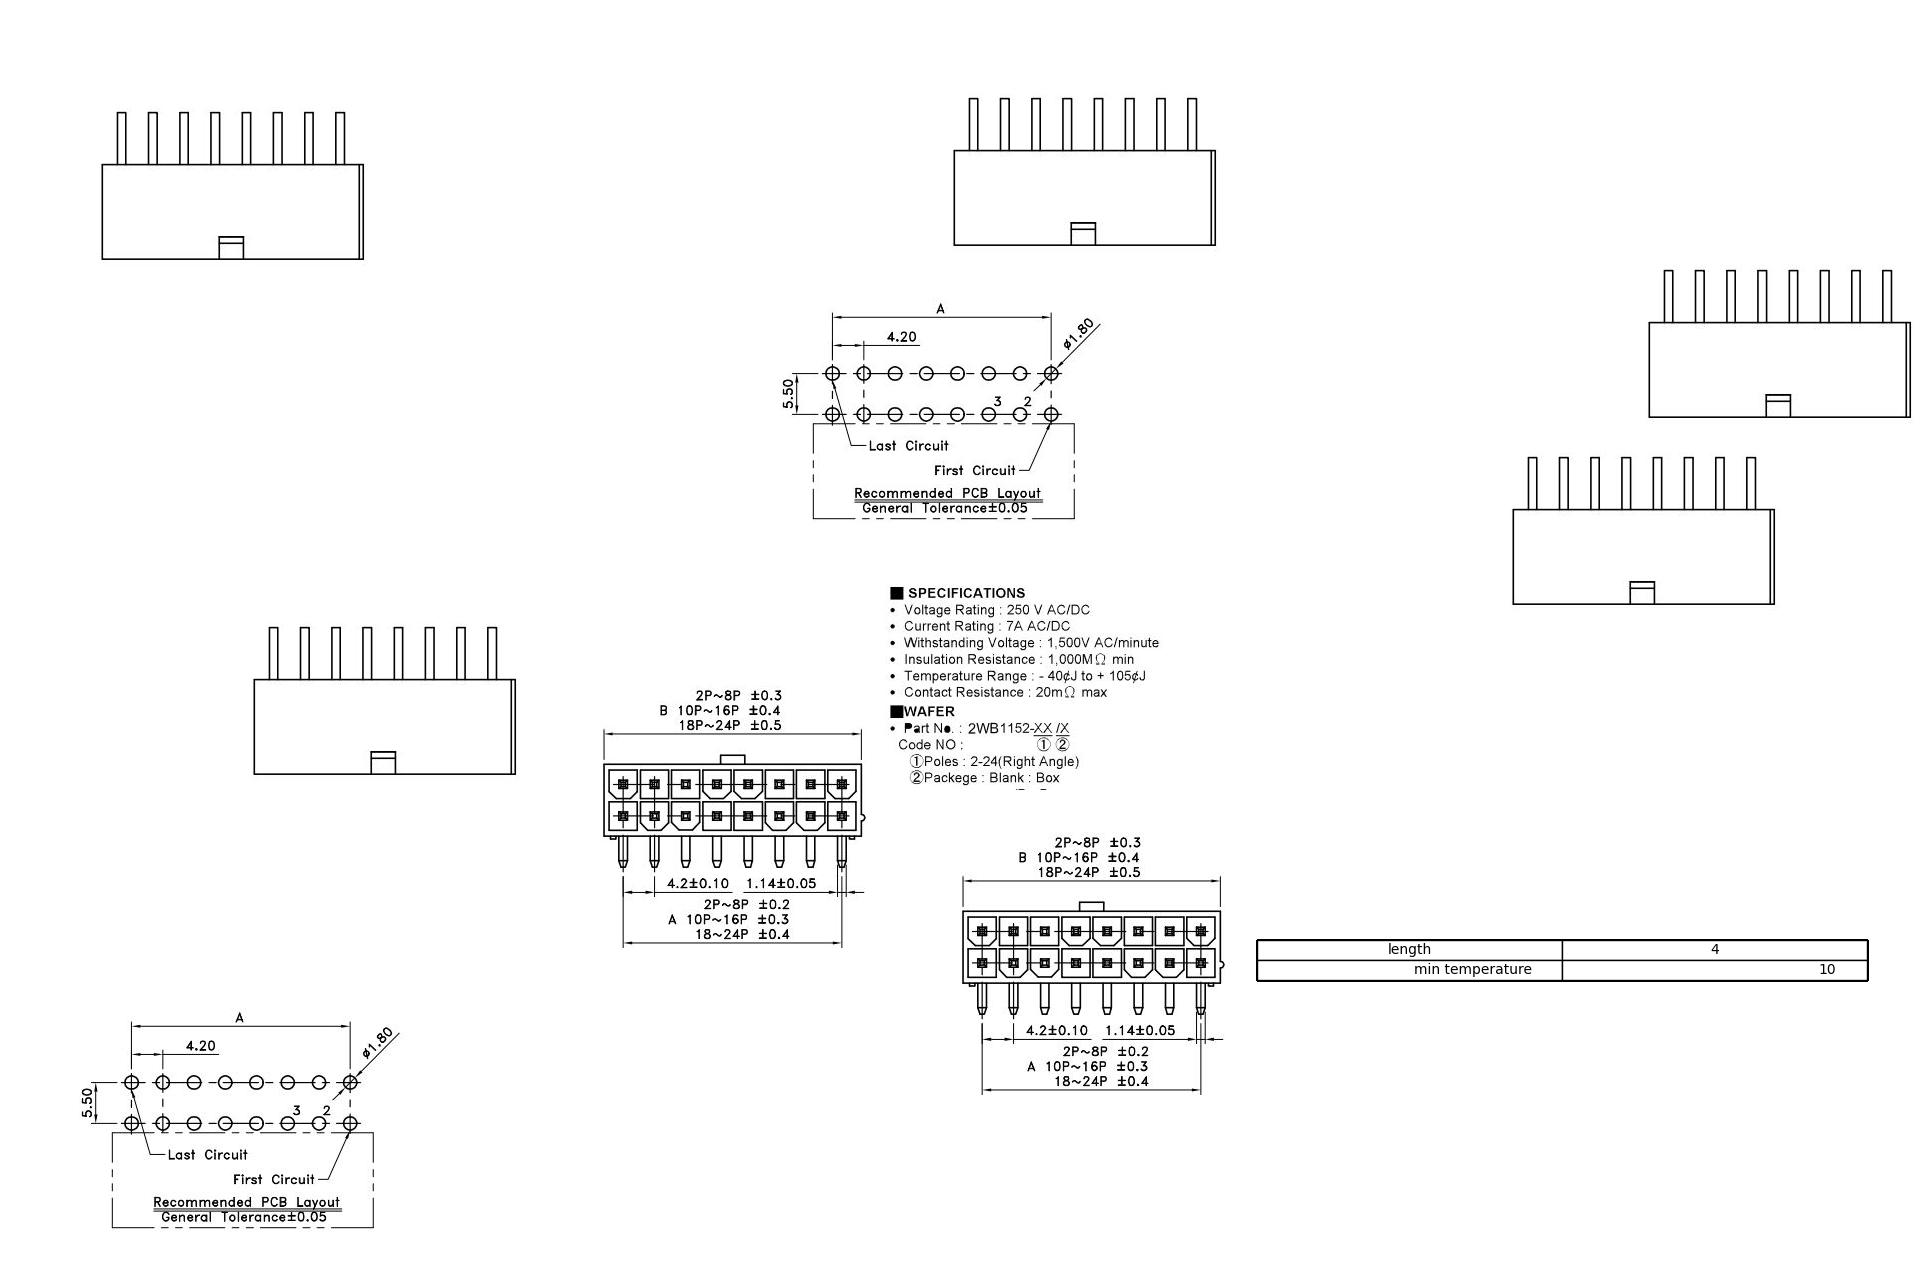 A
4.20
ø1.80
5.50
3 2
Last Circuit
First Circuit
Recommended PCB Layout
General Tolerance±0.05
■ SPECIFICATIONS
• Voltage Rating : 250 V AC/DC
• Current Rating : 7A AC/DC
• Withstanding Voltage : 1,500V AC/minute
• Insulation Resistance : 1,000MΩ min
• Temperature Range : - 40¢J to + 105¢J
• Contact Resistance : 20mΩ max
■WAFER
• Part No. : 2WB1152-XX /X
Code NO : ① ②
①Poles : 2-24(Right Angle)
②Packege : Blank : Box
2P~8P ±0.3
B 10P~16P ±0.4
18P~24P ±0.5
4.2±0.10 1.14±0.05
2P~8P ±0.2
A 10P~16P ±0.3
18~24P ±0.4
2P~8P ±0.3
B 10P~16P ±0.4
18P~24P ±0.5
4.2±0.10 1.14±0.05
2P~8P ±0.2
A 10P~16P ±0.3
18~24P ±0.4
length 4
min temperature 10
A
4.20
ø1.80
5.50
3 2
Last Circuit
First Circuit
Recommended PCB Layout
General Tolerance±0.05